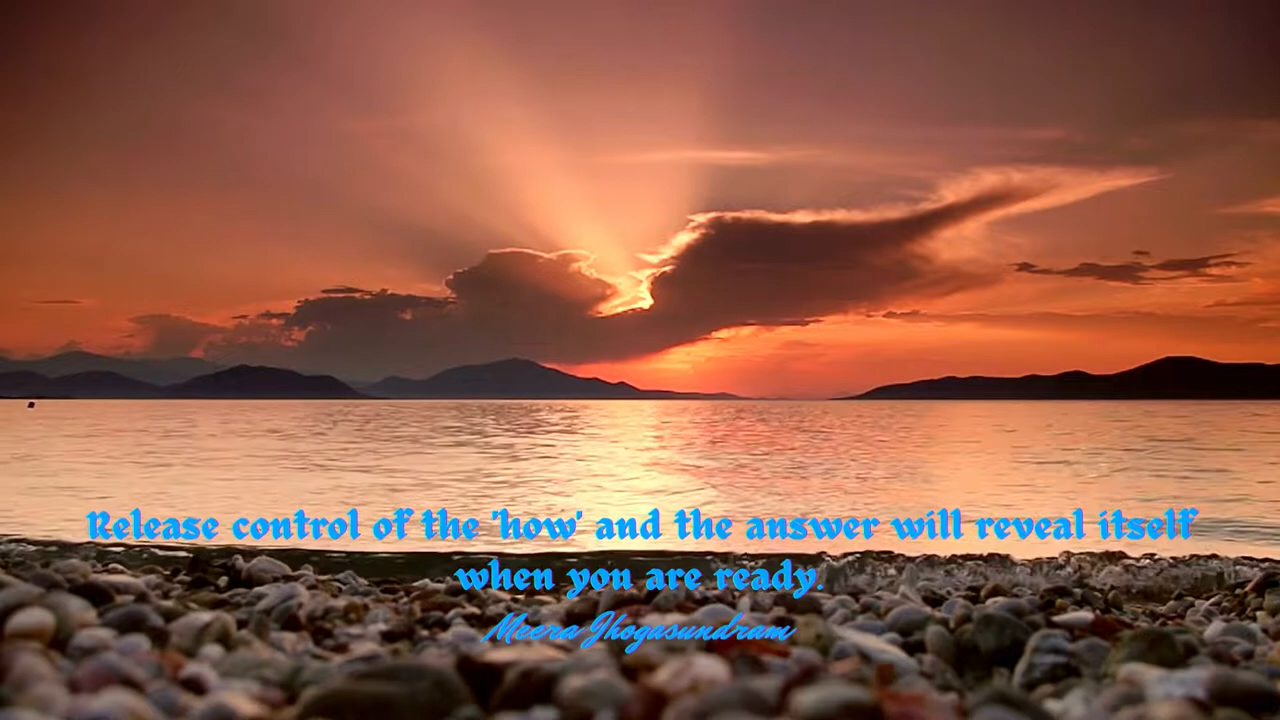 Release control of the 'how' and the answer will reveal itself
when you are ready.
Meera Jhogasundram